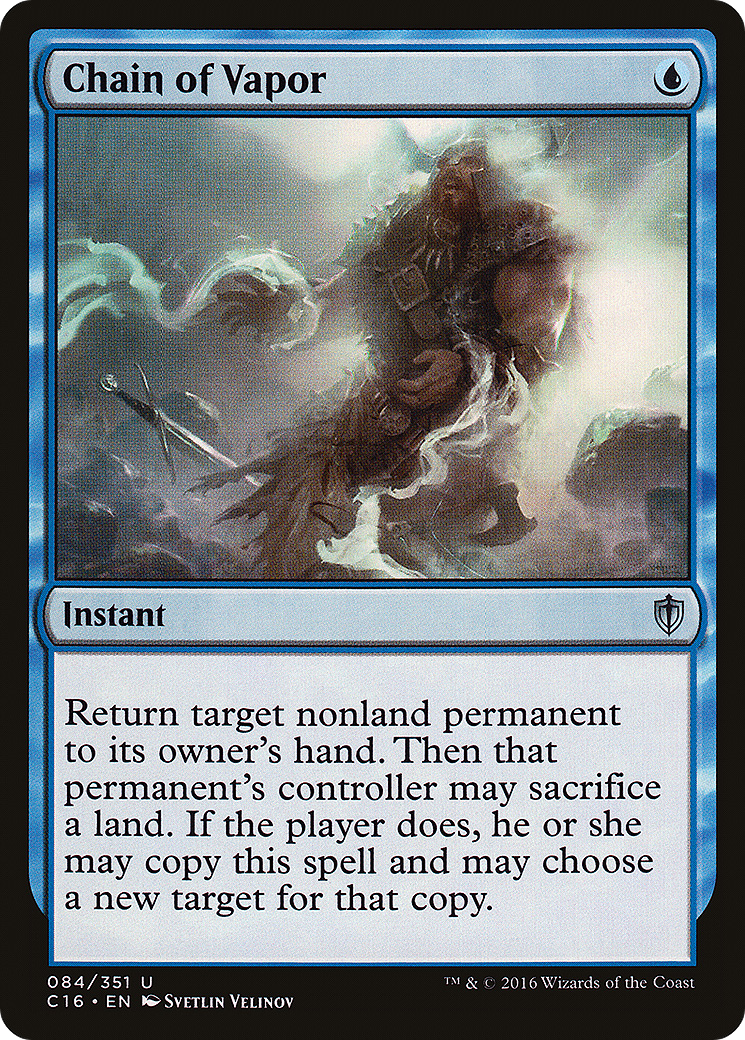 Chain of Vapor
Instant
Return target nonland permanent
to its owner's hand. Then that
permanent's controller may sacrifice
a land. If the player does, he or she
may copy this spell and may choose
a new target for that copy.
084/351 U
™ & © 2016 Wizards of the Coast
C16 • EN Svetlin Velinov